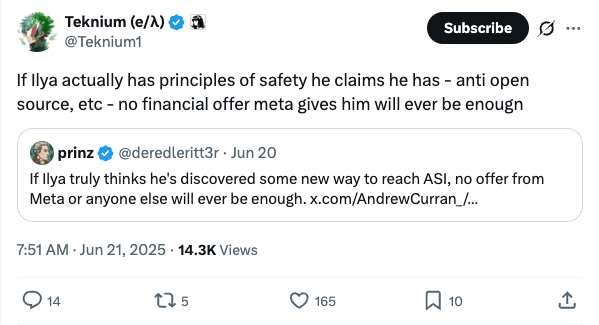 Teknium (e/λ)
Subscribe
@Teknium1
If Ilya actually has principles of safety he claims he has - anti open
source, etc - no financial offer meta gives him will ever be enougn
prinz @deredleritt3r · Jun 20
If Ilya truly thinks he's discovered some new way to reach ASI, no offer from
Meta or anyone else will ever be enough. x.com/AndrewCurran_/...
7:51 AM · Jun 21, 2025 · 14.3K Views
14 5 165 10